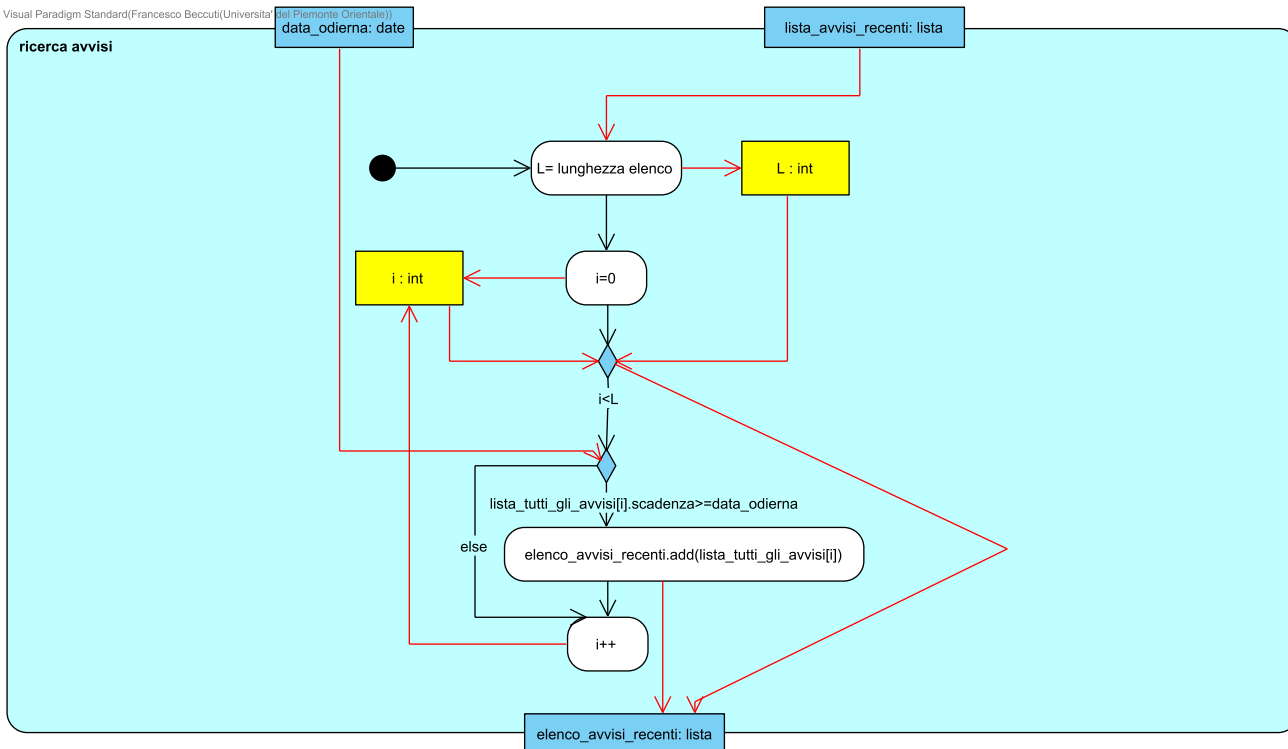 Visual Paradigm Standard(Francesco Beccuti(Universita' del Piemonte Orientale))
data_odierna: date
lista_avvisi_recenti: lista
ricerca avvisi
L= lunghezza elenco
L : int
i : int
i=0
i<L
lista_tutti_gli_avvisi[i].scadenza>=data_odierna
else
elenco_avvisi_recenti.add(lista_tutti_gli_avvisi[i])
i++
elenco_avvisi_recenti: lista